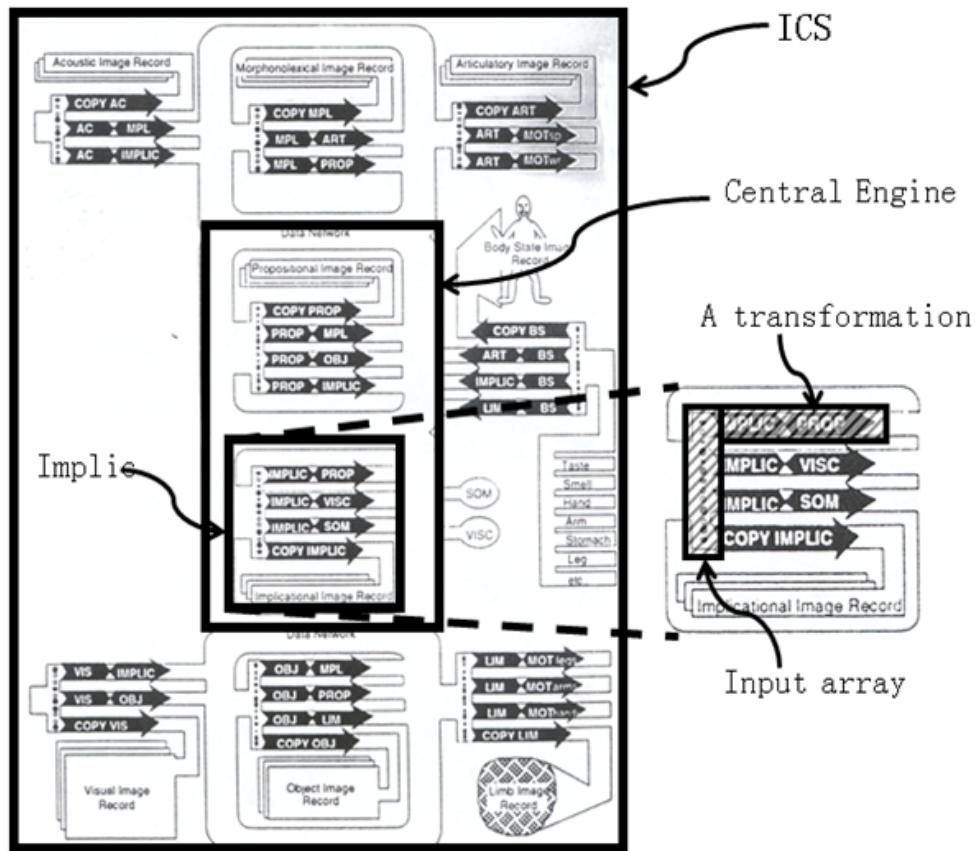 ICS
Acoustic Image Record
COPY AC
AC MPL
AC IMPLIC
Morphonolexical Image Record
COPY MPL
MPL ART
MPL PROP
Articulatory Image Record
COPY ART
ART MOTsp
ART MOTwr
Central Engine
Data Network
Propositional Image Record
COPY PROP
PROP MPL
PROP OBJ
PROP IMPLIC
Body State Image
Record
COPY BS
ART BS
IMPLIC BS
LIM BS
A transformation
Implic
IMPLIC PROP
IMPLIC VISC
IMPLIC SOM
COPY IMPLIC
Implicational Image Record
SOM
VISC
Taste
Smell
Hand
Arm
Stomach
Leg
etc.
IMPLIC PROP
IMPLIC VISC
IMPLIC SOM
COPY IMPLIC
Implicational Image Record
Input array
Data Network
VIS IMPLIC
VIS OBJ
COPY VIS
Visual Image
Record
OBJ MPL
OBJ PROP
OBJ LIM
COPY OBJ
Object Image
Record
LIM MOTlegs
LIM MOTarms
LIM MOThands
COPY LIM
Limb Image
Record